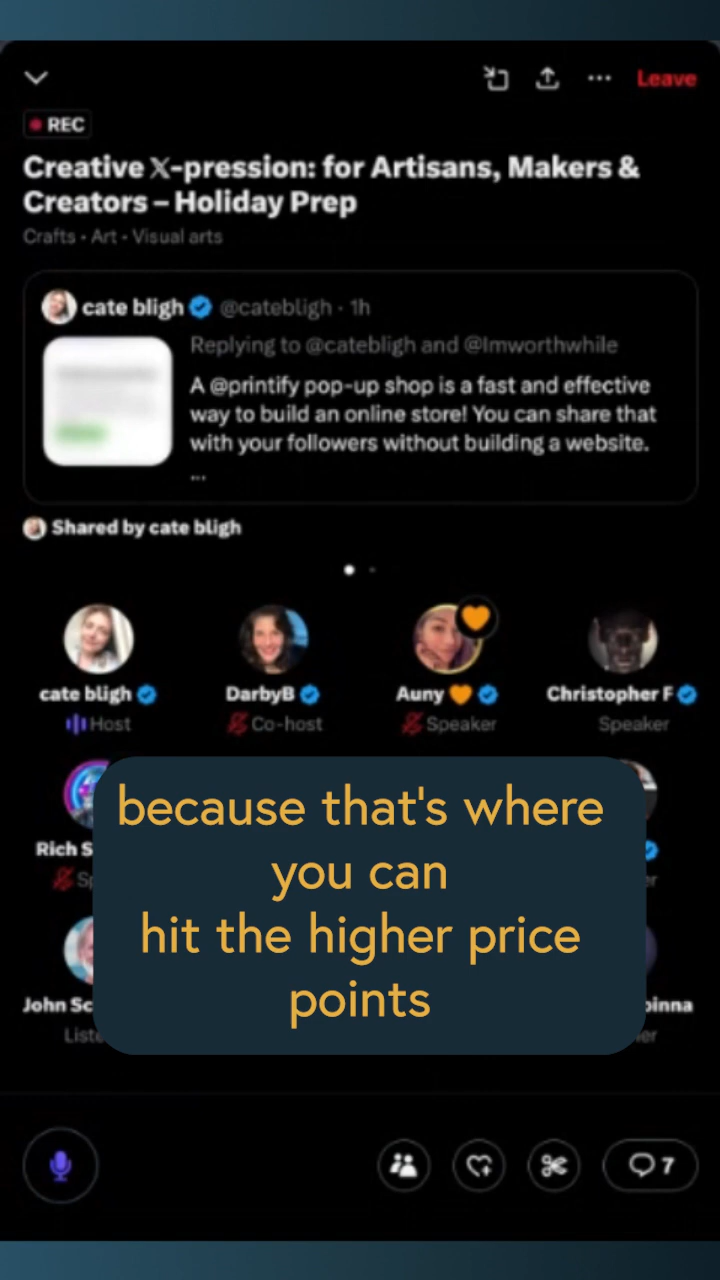 Leave
REC
Creative X-pression: for Artisans, Makers &
Creators – Holiday Prep
Crafts • Art • Visual arts
cate bligh @catebligh · 1h
Replying to @catebligh and @Imworthwhile
A @printify pop-up shop is a fast and effective
way to build an online store! You can share that
with your followers without building a website.
...
Shared by cate bligh
cate bligh DarbyB Auny 🧡 Christopher F
Host Co-host Speaker Speaker
Rich S
because that's where
you can
hit the higher price
points
John Sc
7